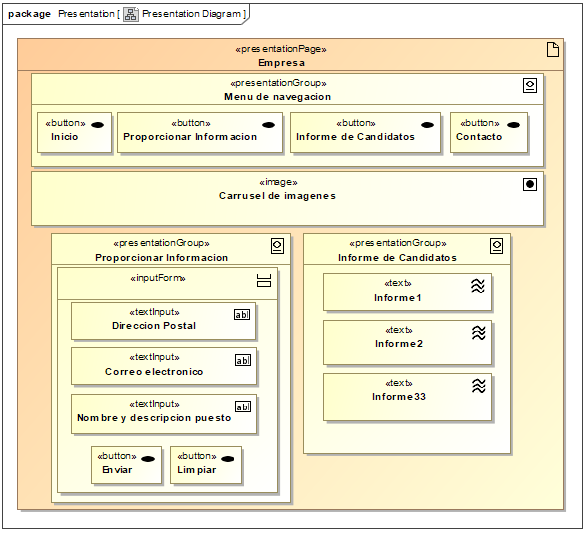 package Presentation [ Presentation Diagram ]
«presentationPage»
Empresa
«presentationGroup»
Menu de navegacion
«button»
Inicio
«button»
Proporcionar Informacion
«button»
Informe de Candidatos
«button»
Contacto
«image»
Carrusel de imagenes
«presentationGroup»
Proporcionar Informacion
«inputForm»
«textInput»
Direccion Postal
ab|
«textInput»
Correo electronico
ab|
«textInput»
Nombre y descripcion puesto
ab|
«button»
Enviar
«button»
Limpiar
«presentationGroup»
Informe de Candidatos
«text»
Informe1
«text»
Informe2
«text»
Informe33